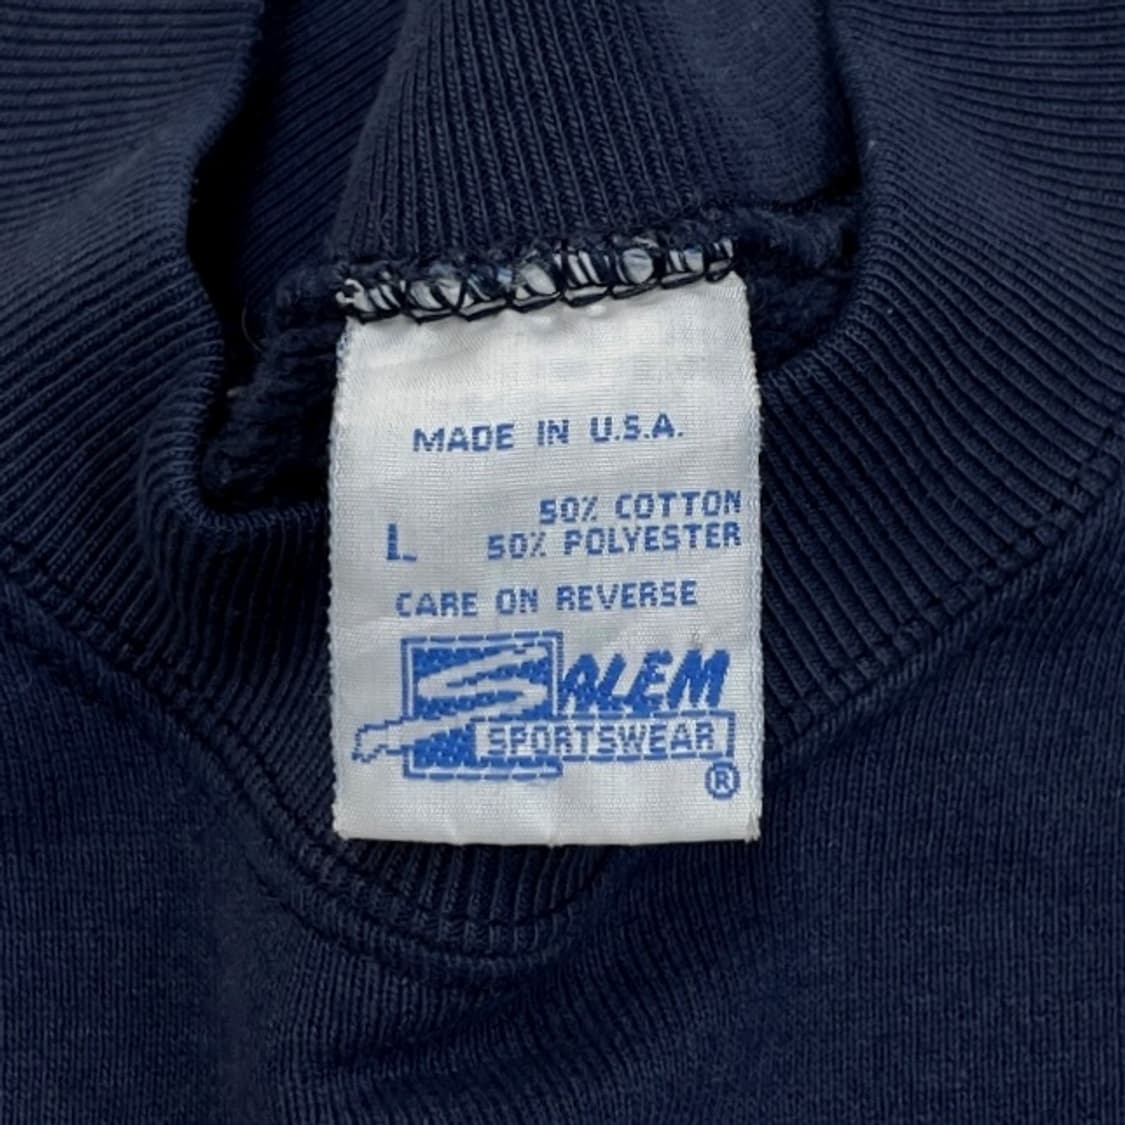 MADE IN U.S.A.
50% COTTON
L 50% POLYESTER
CARE ON REVERSE
SALEM
SPORTSWEAR
®